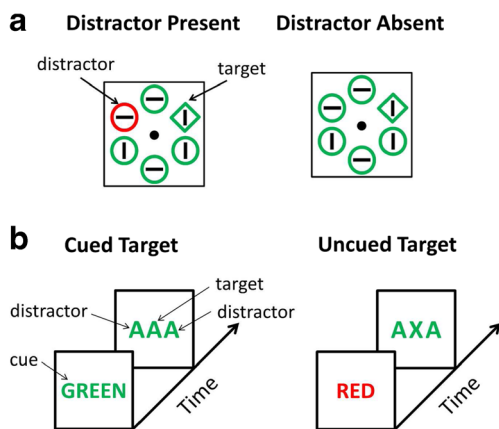 a
Distractor Present Distractor Absent
distractor target
b
Cued Target Uncued Target
target
distractor distractor
AAA AXA
cue
GREEN RED
Time Time